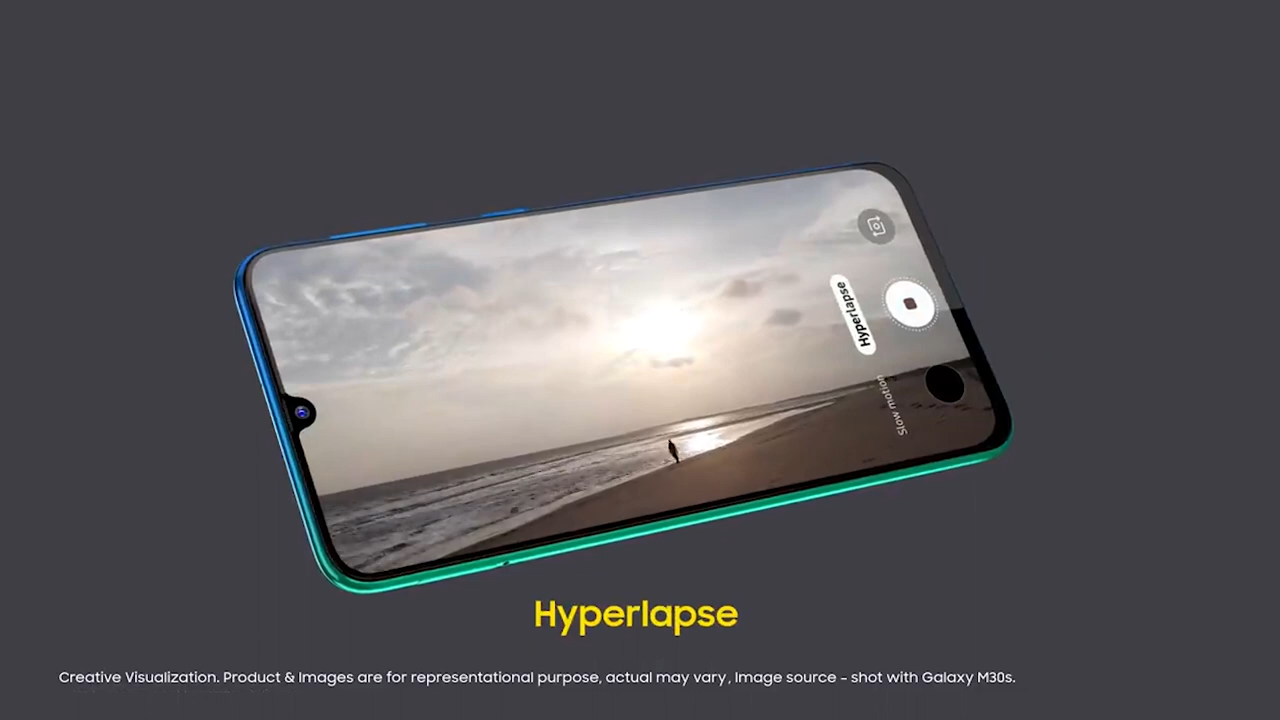 Hyperlapse
Slow motion
Hyperlapse
Creative Visualization. Product & Images are for representational purpose, actual may vary, Image source - shot with Galaxy M30s.